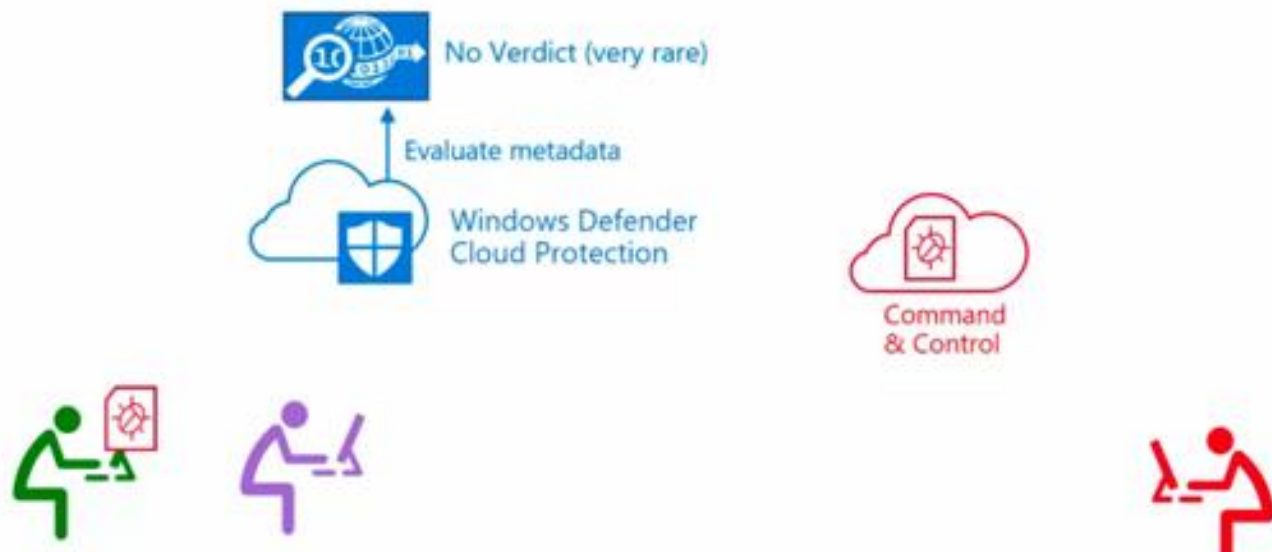 No Verdict (very rare)
Evaluate metadata
Windows Defender
Cloud Protection
Command
& Control